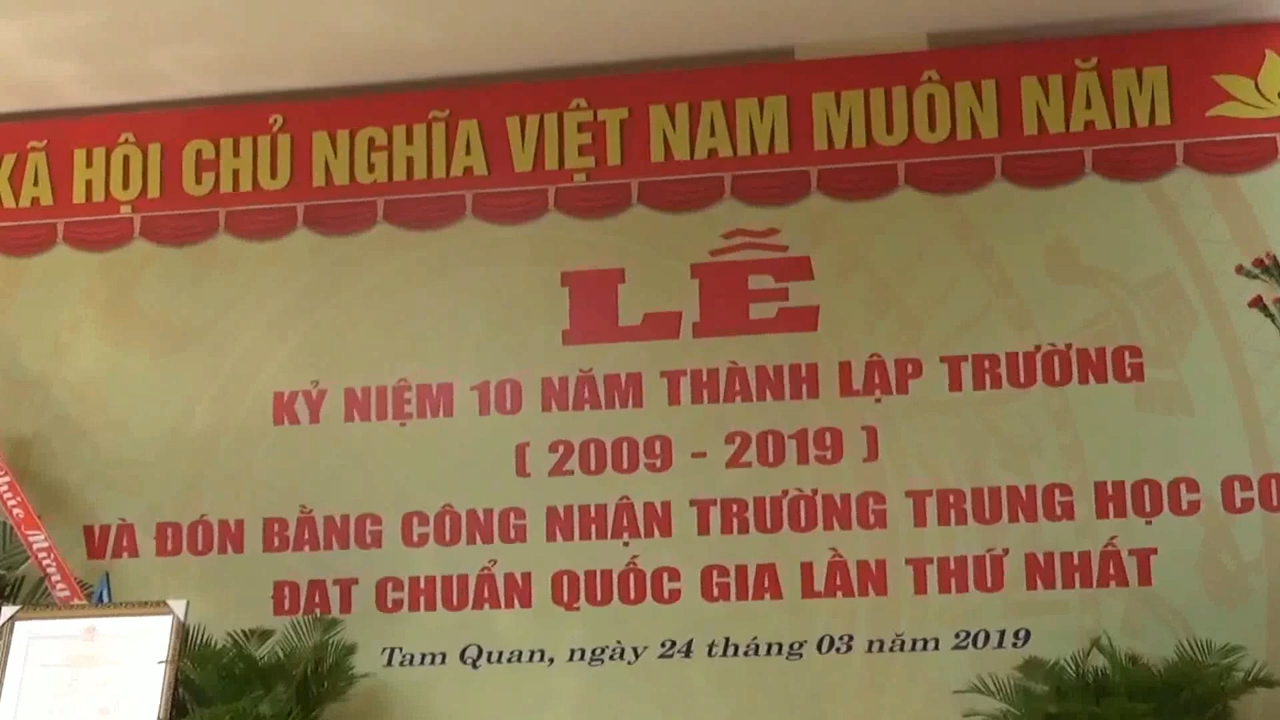 XÃ HỘI CHỦ NGHĨA VIỆT NAM MUÔN NĂM
LỄ
KỶ NIỆM 10 NĂM THÀNH LẬP TRƯỜNG
( 2009 - 2019 )
VÀ ĐÓN BẰNG CÔNG NHẬN TRƯỜNG TRUNG HỌC CƠ
ĐẠT CHUẨN QUỐC GIA LẦN THỨ NHẤT
Tam Quan, ngày 24 tháng 03 năm 2019
Chúc Mừng